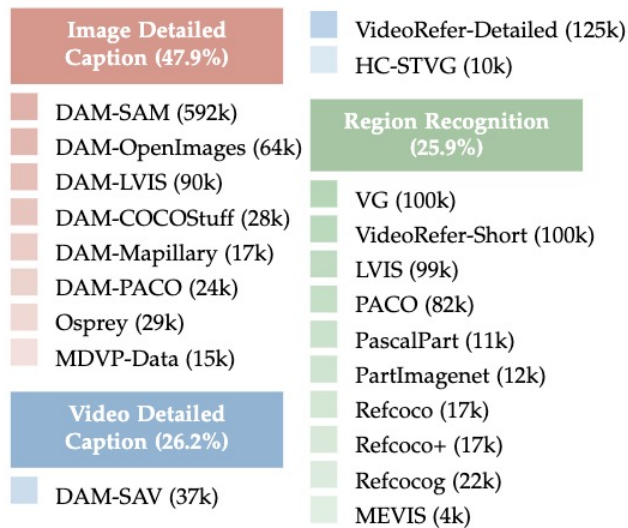 Image Detailed
Caption (47.9%)
DAM-SAM (592k)
DAM-OpenImages (64k)
DAM-LVIS (90k)
DAM-COCOStuff (28k)
DAM-Mapillary (17k)
DAM-PACO (24k)
Osprey (29k)
MDVP-Data (15k)
Video Detailed
Caption (26.2%)
DAM-SAV (37k)
VideoRefer-Detailed (125k)
HC-STVG (10k)
Region Recognition
(25.9%)
VG (100k)
VideoRefer-Short (100k)
LVIS (99k)
PACO (82k)
PascalPart (11k)
PartImagenet (12k)
Refcoco (17k)
Refcoco+ (17k)
Refcocog (22k)
MEVIS (4k)